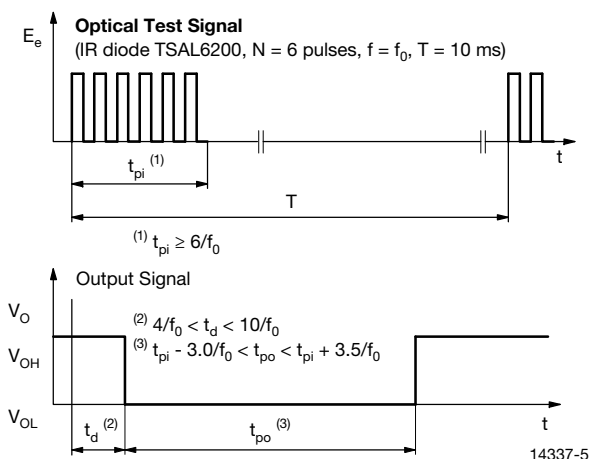 Optical Test Signal
(IR diode TSAL6200, N = 6 pulses, f = f₀, T = 10 ms)
Eₑ
t
tₚᵢ ⁽¹⁾
T
⁽¹⁾ tₚᵢ ≥ 6/f₀
Output Signal
V_O
V_OH
V_OL
⁽²⁾ 4/f₀ < t_d < 10/f₀
⁽³⁾ tₚᵢ - 3.0/f₀ < tₚₒ < tₚᵢ + 3.5/f₀
t_d ⁽²⁾
tₚₒ ⁽³⁾
t
14337-5